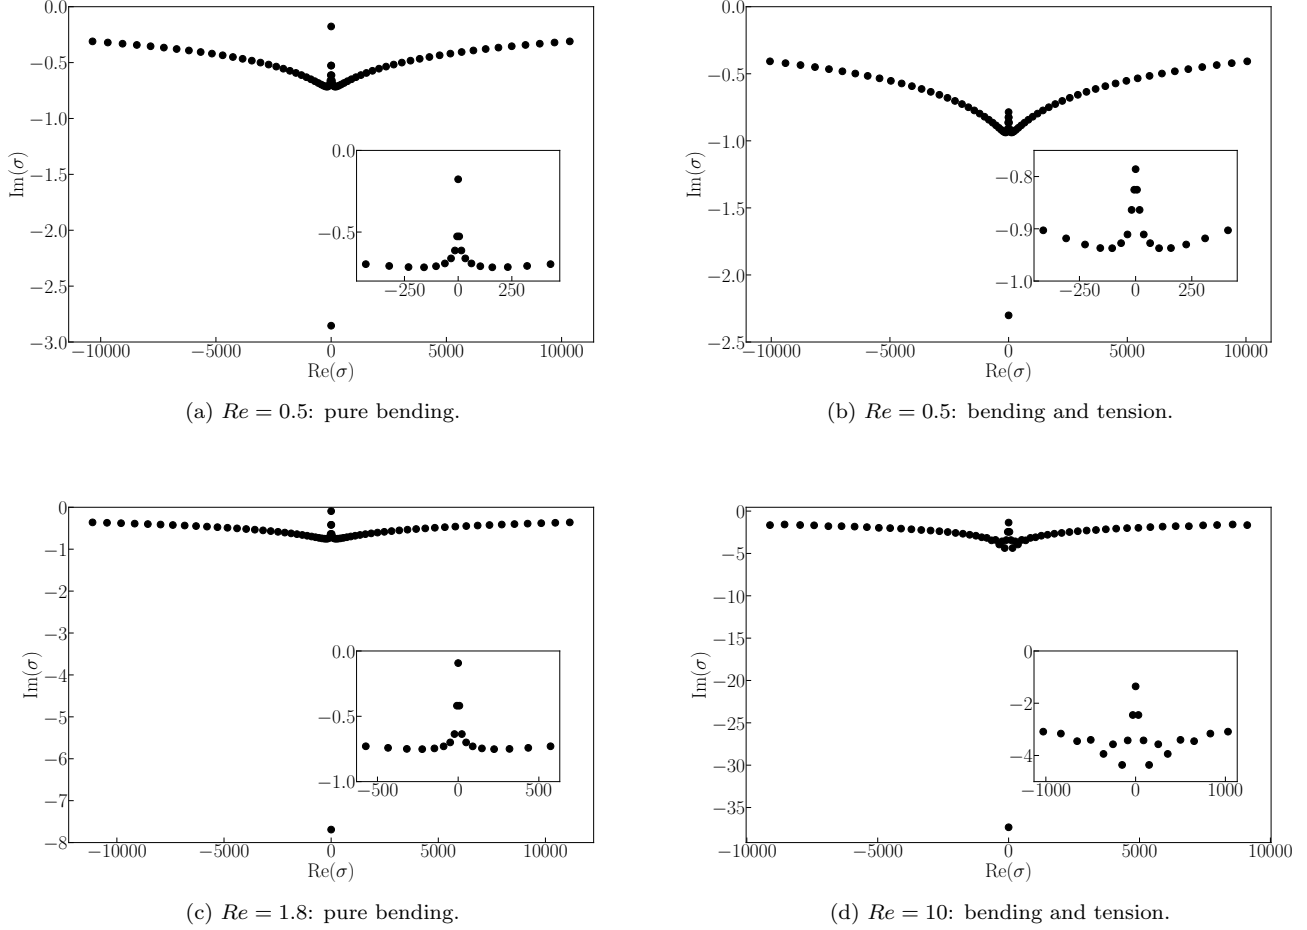 0.0
−0.5
−1.0
−1.5
−2.0
−2.5
−3.0
Im(σ)
−10000 −5000 0 5000 10000
Re(σ)
0.0
−0.5
−250 0 250
(a) Re = 0.5: pure bending.
0.0
−0.5
−1.0
−1.5
−2.0
−2.5
Im(σ)
−10000 −5000 0 5000 10000
Re(σ)
−0.8
−0.9
−1.0
−250 0 250
(b) Re = 0.5: bending and tension.
0
−1
−2
−3
−4
−5
−6
−7
−8
Im(σ)
−10000 −5000 0 5000 10000
Re(σ)
0.0
−0.5
−1.0
−500 0 500
(c) Re = 1.8: pure bending.
0
−5
−10
−15
−20
−25
−30
−35
Im(σ)
−10000 −5000 0 5000 10000
Re(σ)
0
−2
−4
−1000 0 1000
(d) Re = 10: bending and tension.